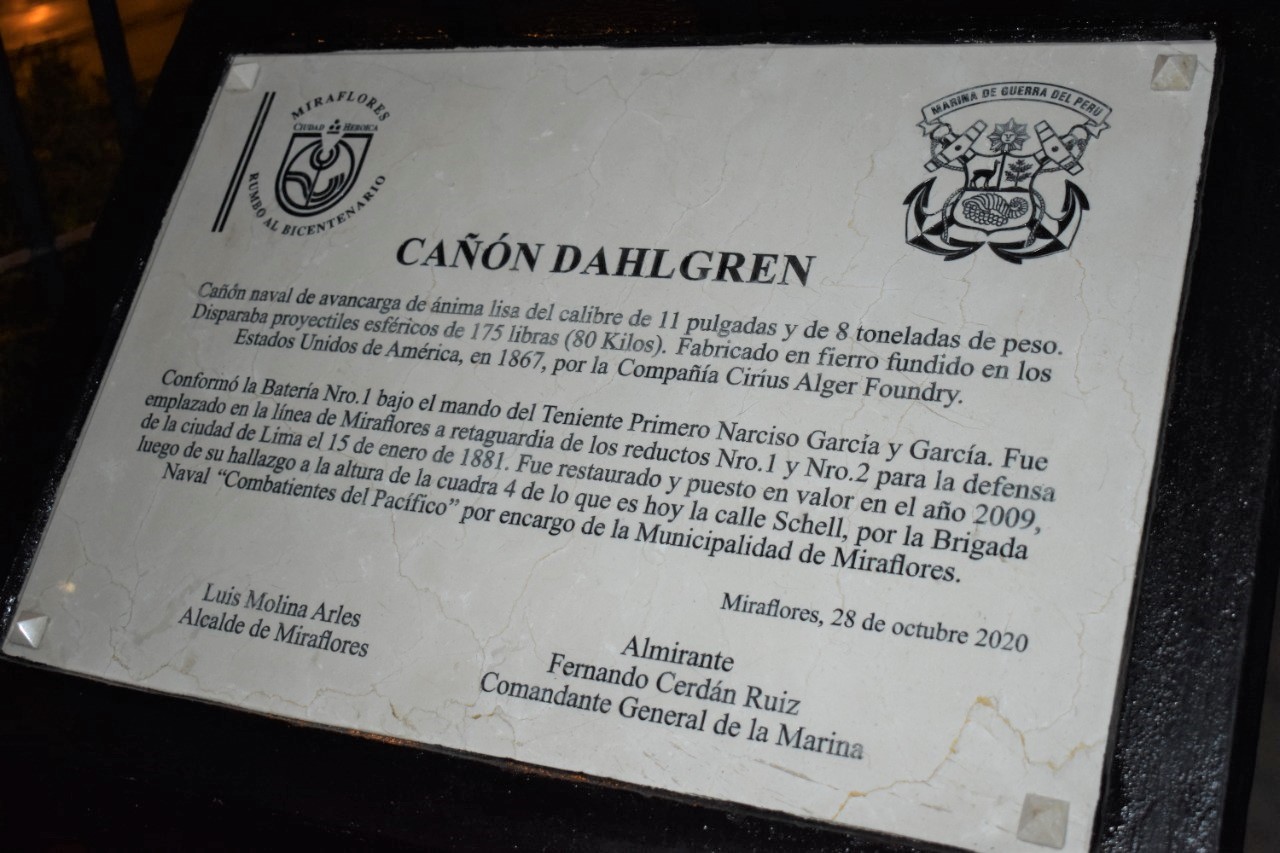 MIRAFLORES
CIUDAD HEROICA
RUMBO AL BICENTENARIO
MARINA DE GUERRA DEL PERÚ
CAÑÓN DAHLGREN
Cañón naval de avancarga de ánima lisa del calibre de 11 pulgadas y de 8 toneladas de peso.
Disparaba proyectiles esféricos de 175 libras (80 Kilos). Fabricado en fierro fundido en los
Estados Unidos de América, en 1867, por la Compañía Ciríus Alger Foundry.
Conformó la Batería Nro.1 bajo el mando del Teniente Primero Narciso García y García. Fue
emplazado en la línea de Miraflores a retaguardia de los reductos Nro.1 y Nro.2 para la defensa
de la ciudad de Lima el 15 de enero de 1881. Fue restaurado y puesto en valor en el año 2009,
luego de su hallazgo a la altura de la cuadra 4 de lo que es hoy la calle Schell, por la Brigada
Naval “Combatientes del Pacífico” por encargo de la Municipalidad de Miraflores.
Miraflores, 28 de octubre 2020
Luis Molina Arles
Alcalde de Miraflores
Almirante
Fernando Cerdán Ruiz
Comandante General de la Marina